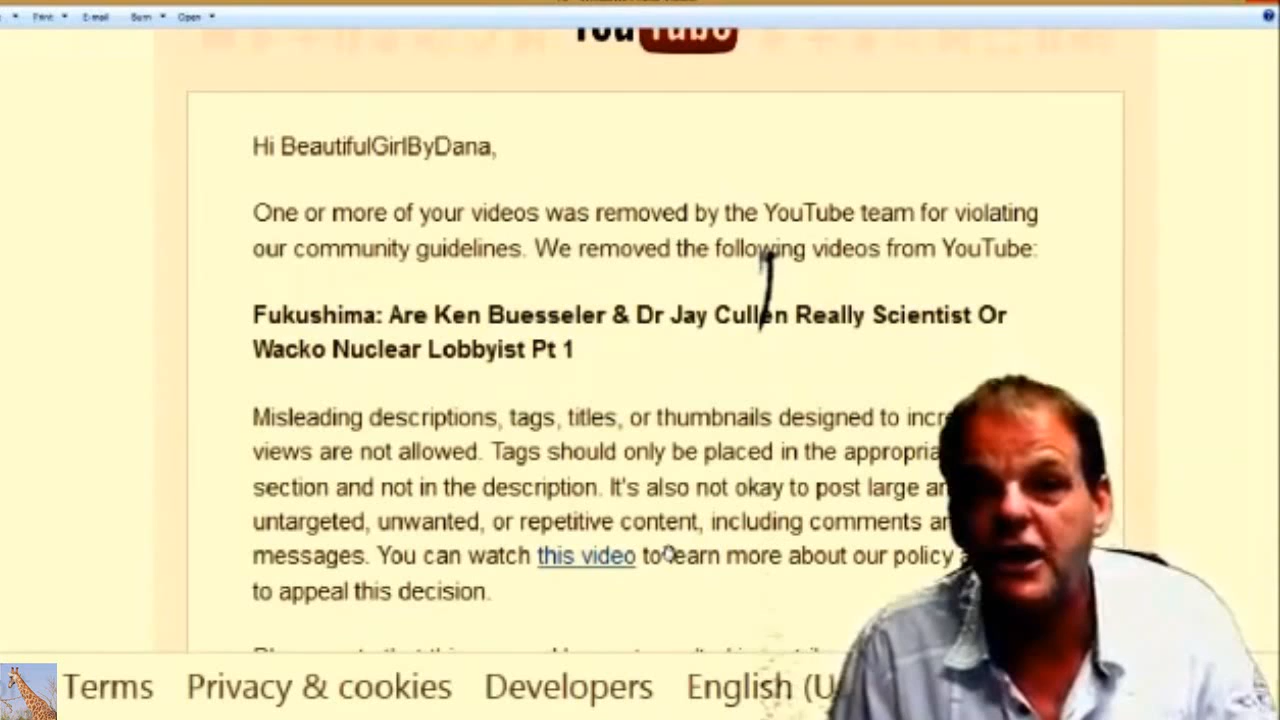 Print E-mail Burn Open
YouTube
Hi BeautifulGirlByDana,
One or more of your videos was removed by the YouTube team for violating
our community guidelines. We removed the following videos from YouTube:
Fukushima: Are Ken Buesseler & Dr Jay Cullen Really Scientist Or
Wacko Nuclear Lobbyist Pt 1
Misleading descriptions, tags, titles, or thumbnails designed to incre
views are not allowed. Tags should only be placed in the appropria
section and not in the description. It's also not okay to post large
untargeted, unwanted, or repetitive content, including comments
messages. You can watch this video to learn more about our policy
to appeal this decision.
Terms Privacy & cookies Developers English (U